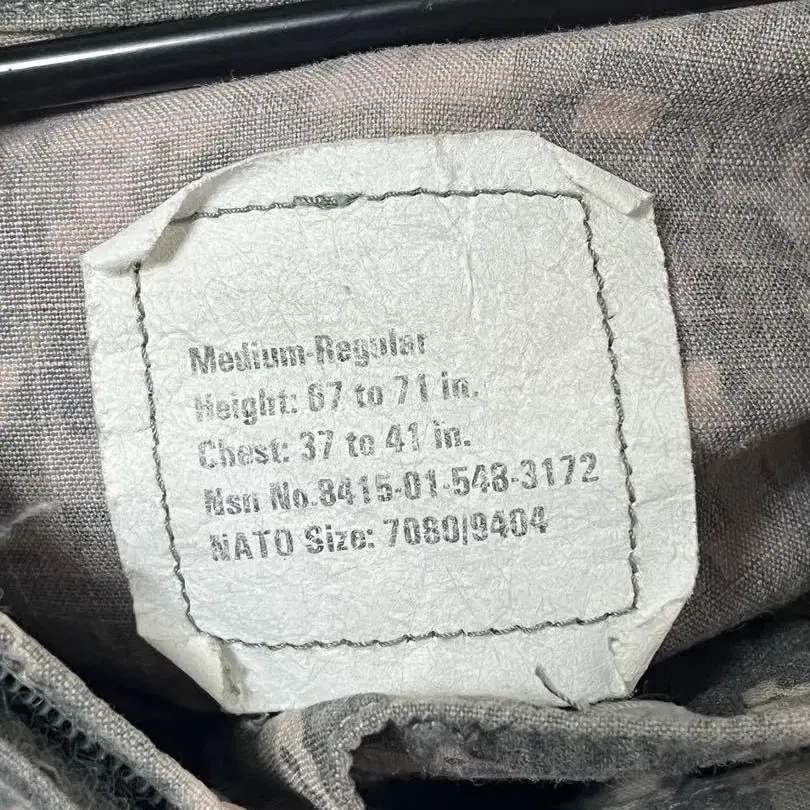 Medium-Regular
Height: 67 to 71 in.
Chest: 37 to 41 in.
Nsn No.8415-01-548-3172
NATO Size: 7080|9404